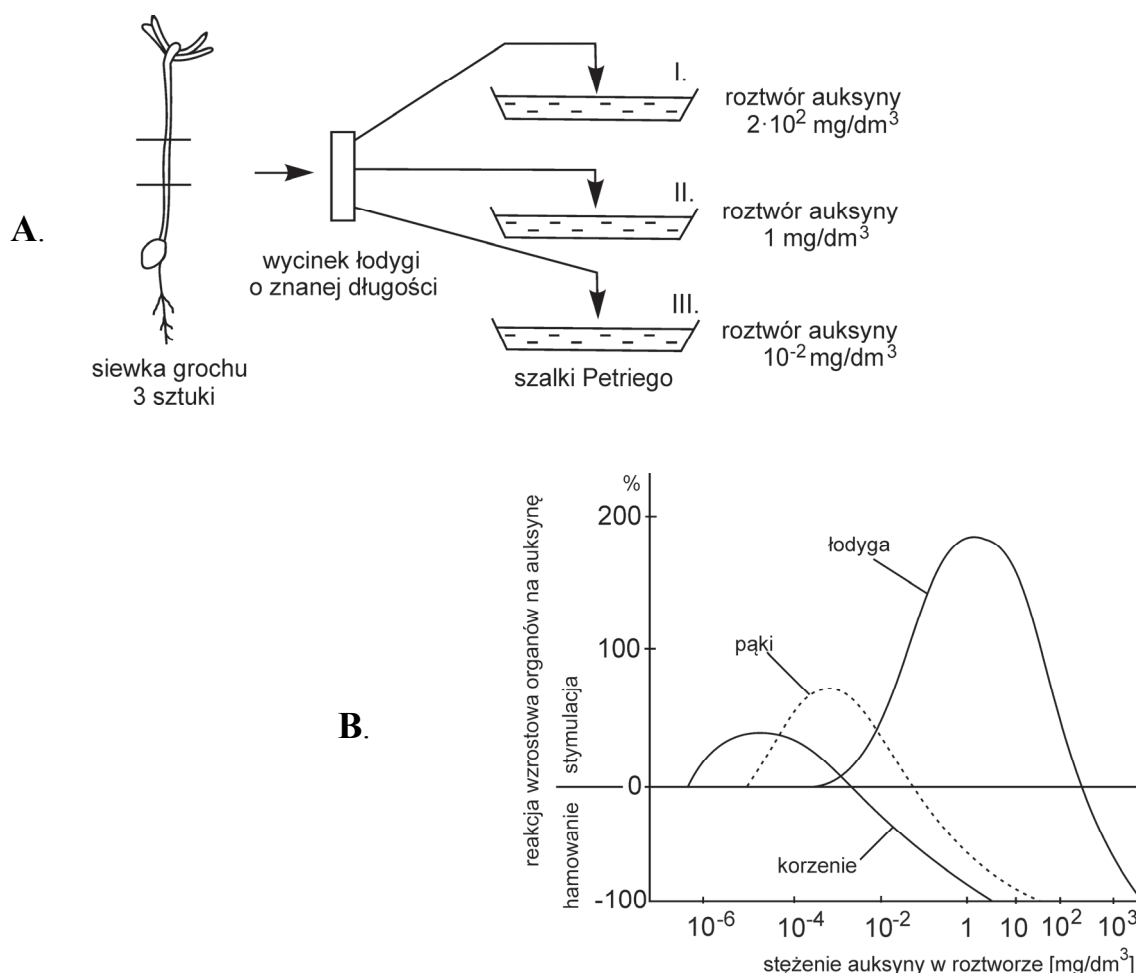 A.
siewka grochu
3 sztuki
wycinek łodygi
o znanej długości
I.
roztwór auksyny
2·10² mg/dm³
II.
roztwór auksyny
1 mg/dm³
III.
roztwór auksyny
10⁻² mg/dm³
szalki Petriego
B.
reakcja wzrostowa organów na auksynę
hamowanie
stymulacja
%
200
100
0
-100
łodyga
pąki
korzenie
10⁻⁶ 10⁻⁴ 10⁻² 1 10 10² 10³
stężenie auksyny w roztworze [mg/dm³]